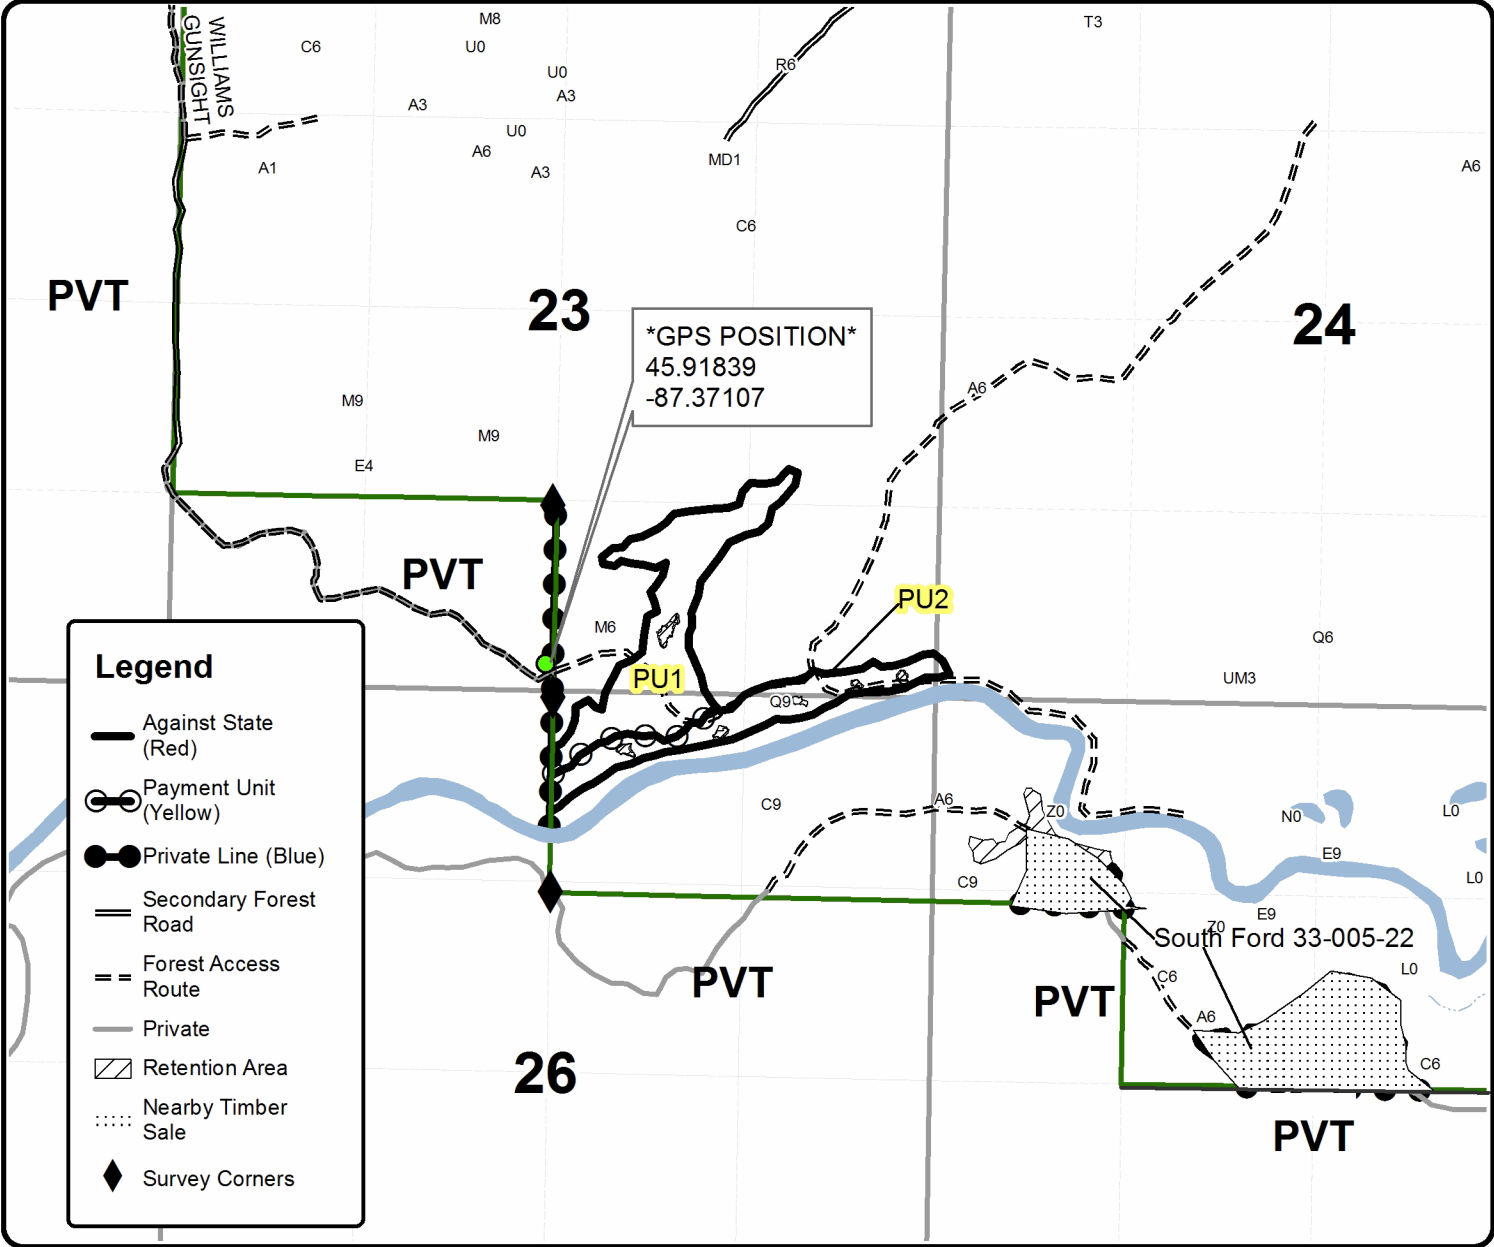 WILLIAMS
GUNSIGHT
M8
C6
U0
U0
A3
A3
U0
A6
A3
A1
R6
MD1
C6
T3
A6
PVT
23
24
*GPS POSITION*
45.91839
-87.37107
M9
M9
E4
A6
PVT
PU2
M6
Q6
PU1
UM3
Q9
Legend
Against State
(Red)
Payment Unit
(Yellow)
Private Line (Blue)
Secondary Forest
Road
Forest Access
Route
Private
Retention Area
Nearby Timber
Sale
Survey Corners
C9
A6
Z0
N0
L0
E9
C9
L0
E9
Z0
South Ford 33-005-22
L0
C6
PVT
PVT
A6
26
C6
PVT